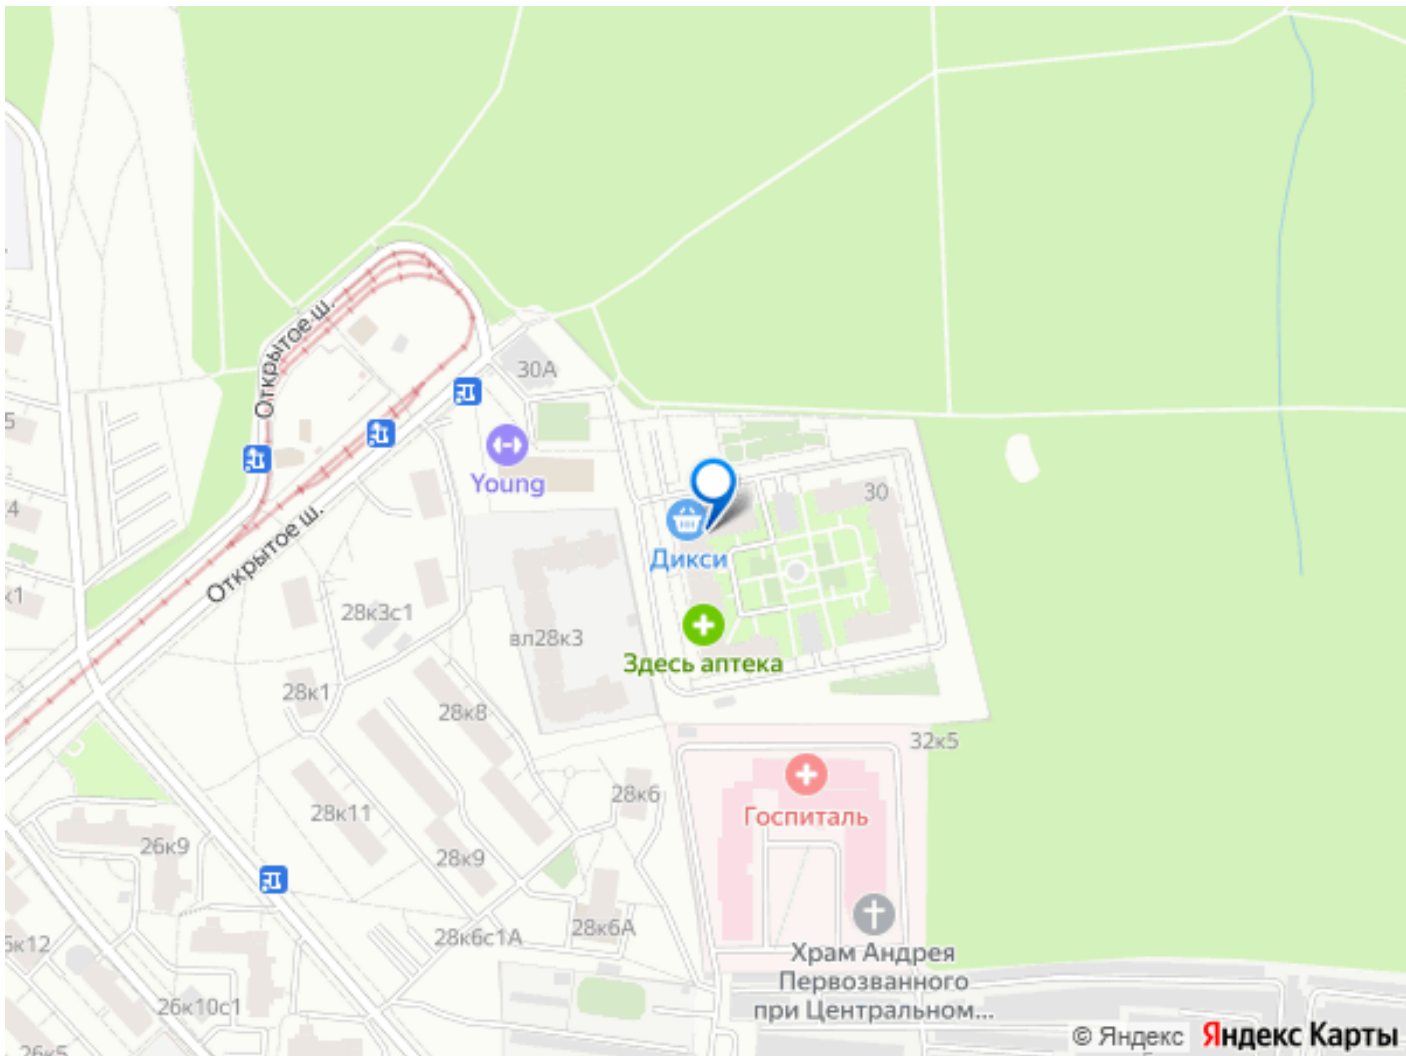 Открытое ш.
30А
Young
30
Дикси
Открытое ш.
28к3с1
вл28к3
Здесь аптека
28к1
28к8
32к5
Госпиталь
28к6
28к11
26к9
28к9
28к6А
28к6с1А
Храм Андрея
Первозванного
при Центральном...
26к10с1
© Яндекс Яндекс Карты